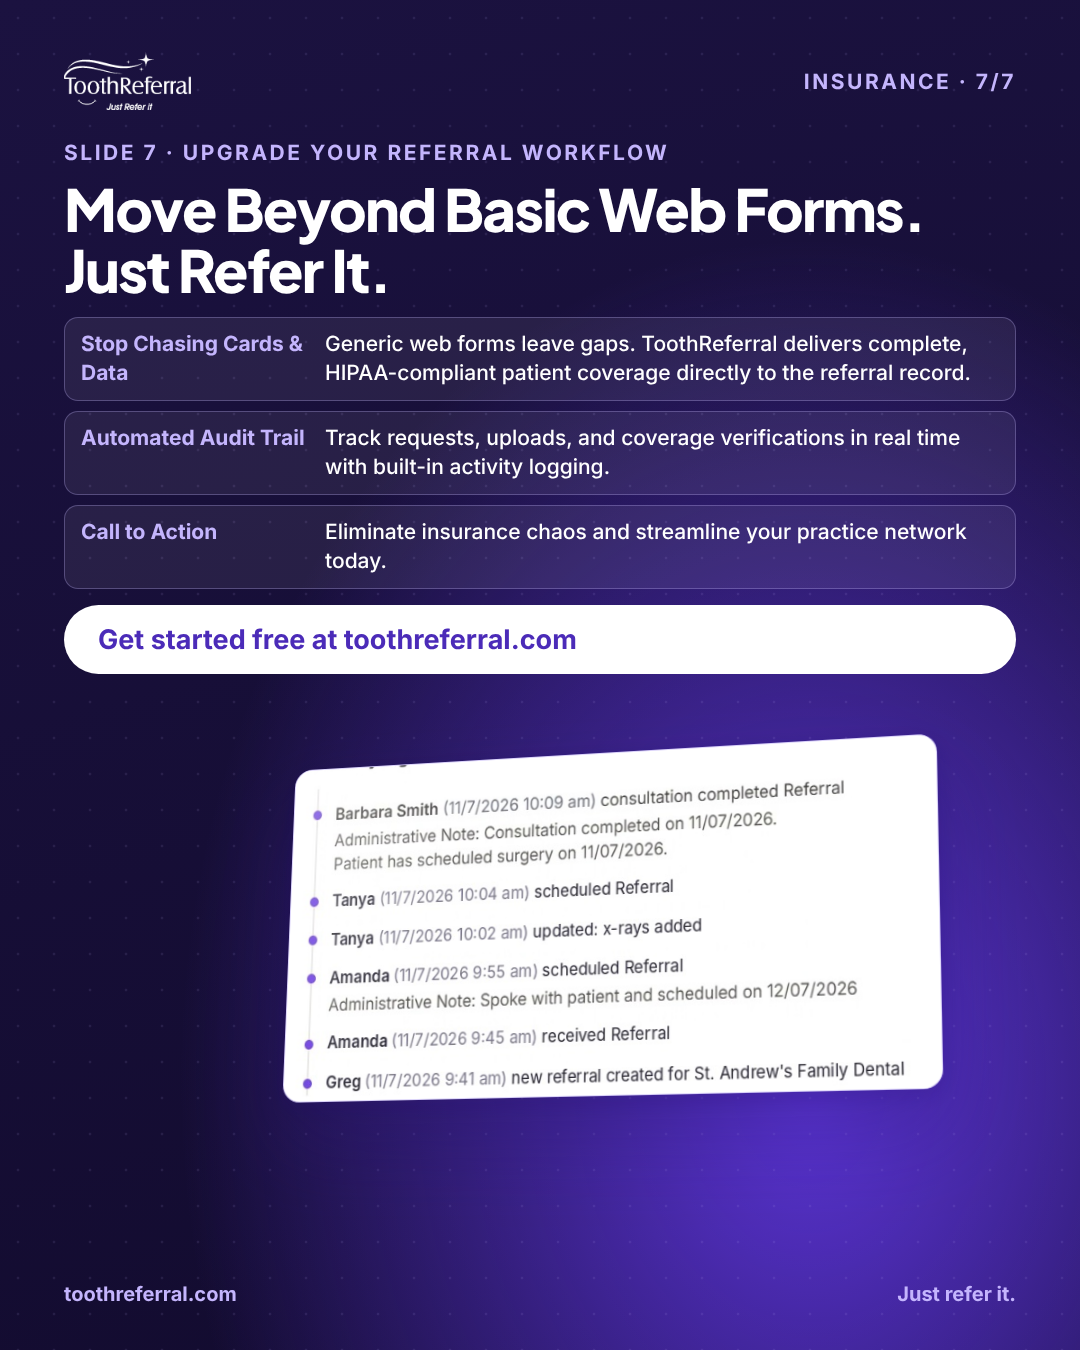 ToothReferral
Just Refer it
INSURANCE · 7/7
SLIDE 7 · UPGRADE YOUR REFERRAL WORKFLOW
Move Beyond Basic Web Forms.
Just Refer It.
Stop Chasing Cards &
Data
Generic web forms leave gaps. ToothReferral delivers complete,
HIPAA-compliant patient coverage directly to the referral record.
Automated Audit Trail
Track requests, uploads, and coverage verifications in real time
with built-in activity logging.
Call to Action
Eliminate insurance chaos and streamline your practice network
today.
Get started free at toothreferral.com
Barbara Smith (11/7/2026 10:09 am) consultation completed Referral
Administrative Note: Consultation completed on 11/07/2026.
Patient has scheduled surgery on 11/07/2026.
Tanya (11/7/2026 10:04 am) scheduled Referral
Tanya (11/7/2026 10:02 am) updated: x-rays added
Amanda (11/7/2026 9:55 am) scheduled Referral
Administrative Note: Spoke with patient and scheduled on 12/07/2026
Amanda (11/7/2026 9:45 am) received Referral
Greg (11/7/2026 9:41 am) new referral created for St. Andrew's Family Dental
toothreferral.com
Just refer it.